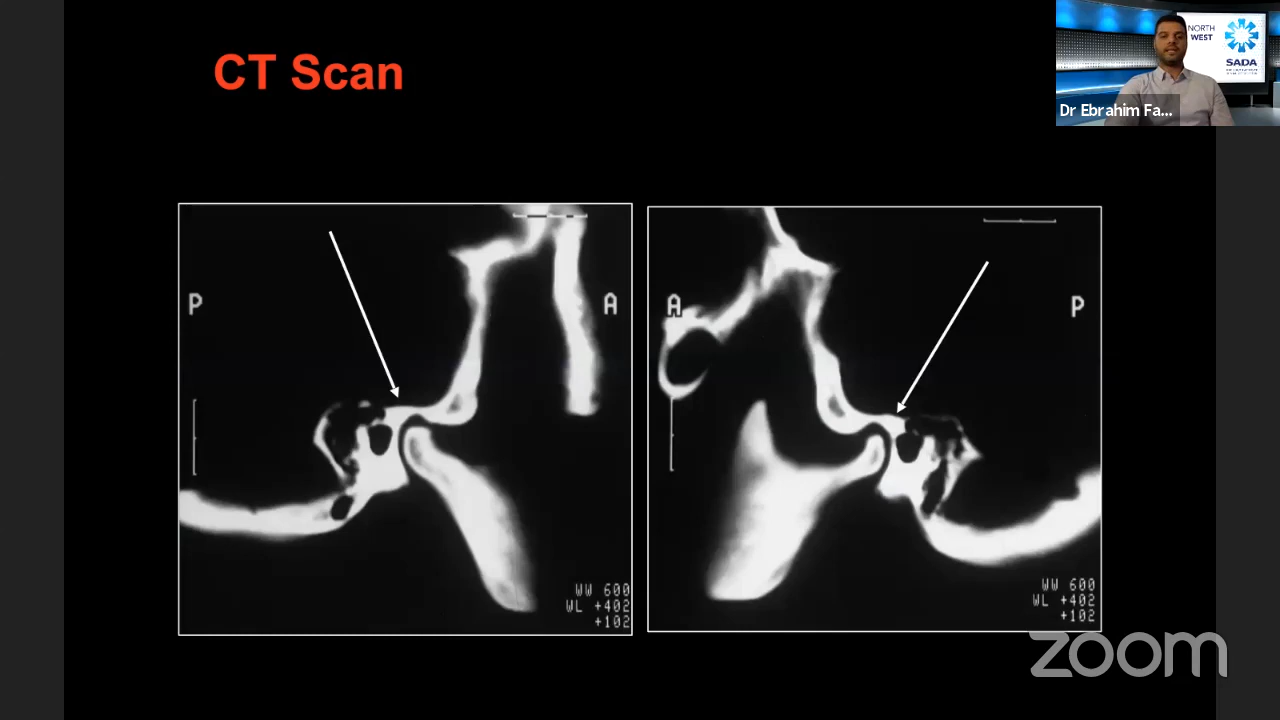 CT Scan
NORTH
WEST
SADA
Dr Ebrahim Fa...
P
A
WW 600
WL +402
+102
A
P
WW 600
WL +402
+102
zoom